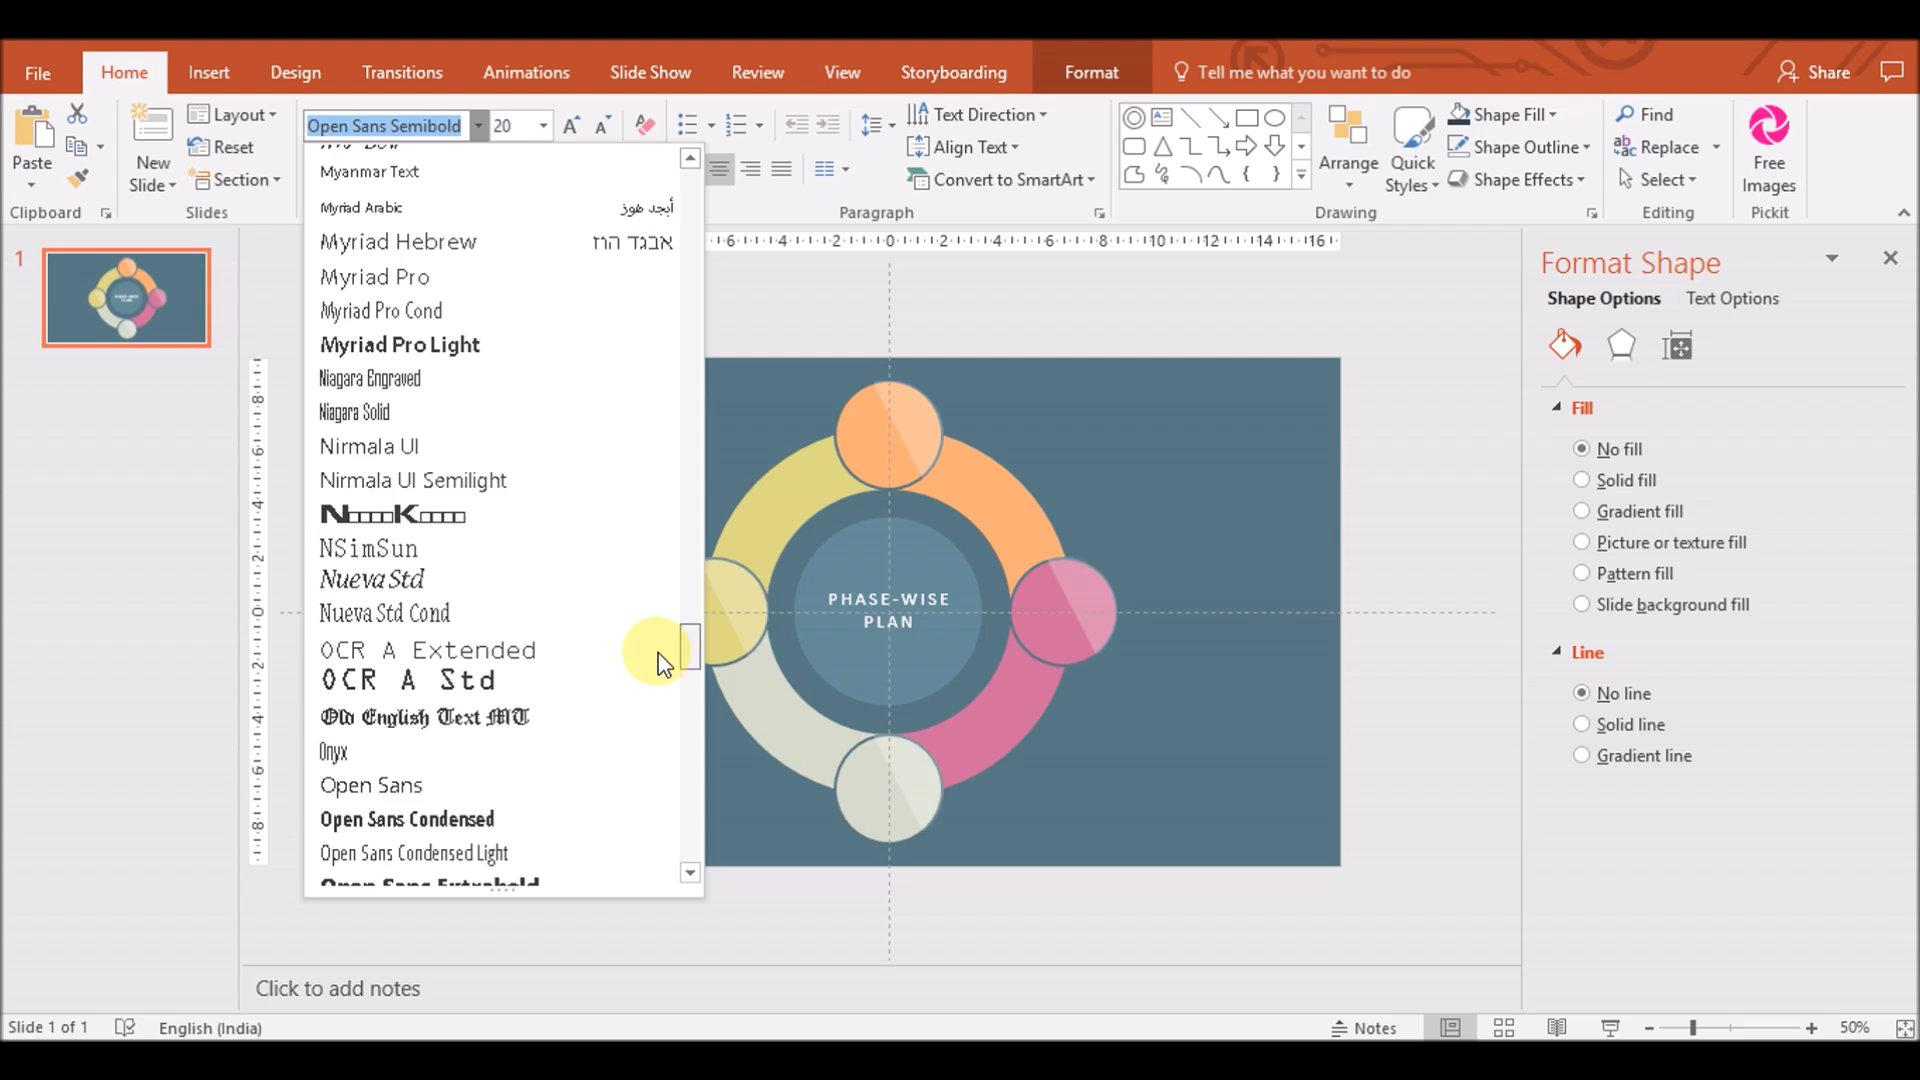 File
Home
Insert
Design
Transitions
Animations
Slide Show
Review
View
Storyboarding
Format
Tell me what you want to do
Share
Paste
Clipboard
New
Slide
Layout
Reset
Section
Slides
Open Sans Semibold
20
Text Direction
Align Text
Convert to SmartArt
Paragraph
Arrange
Quick
Styles
Shape Fill
Shape Outline
Shape Effects
Drawing
Find
Replace
Select
Editing
Free
Images
Pickit
Myanmar Text
Myriad Arabic أبجد هوز
Myriad Hebrew אבגד הוז
Myriad Pro
Myriad Pro Cond
Myriad Pro Light
Niagara Engraved
Niagara Solid
Nirmala UI
Nirmala UI Semilight
NSimSun
Nueva Std
Nueva Std Cond
OCR A Extended
OCR A Std
Old English Text MT
Onyx
Open Sans
Open Sans Condensed
Open Sans Condensed Light
Open Sans Extrabold
1
PHASE-WISE
PLAN
Format Shape
Shape Options
Text Options
Fill
No fill
Solid fill
Gradient fill
Picture or texture fill
Pattern fill
Slide background fill
Line
No line
Solid line
Gradient line
Click to add notes
Slide 1 of 1
English (India)
Notes
50%